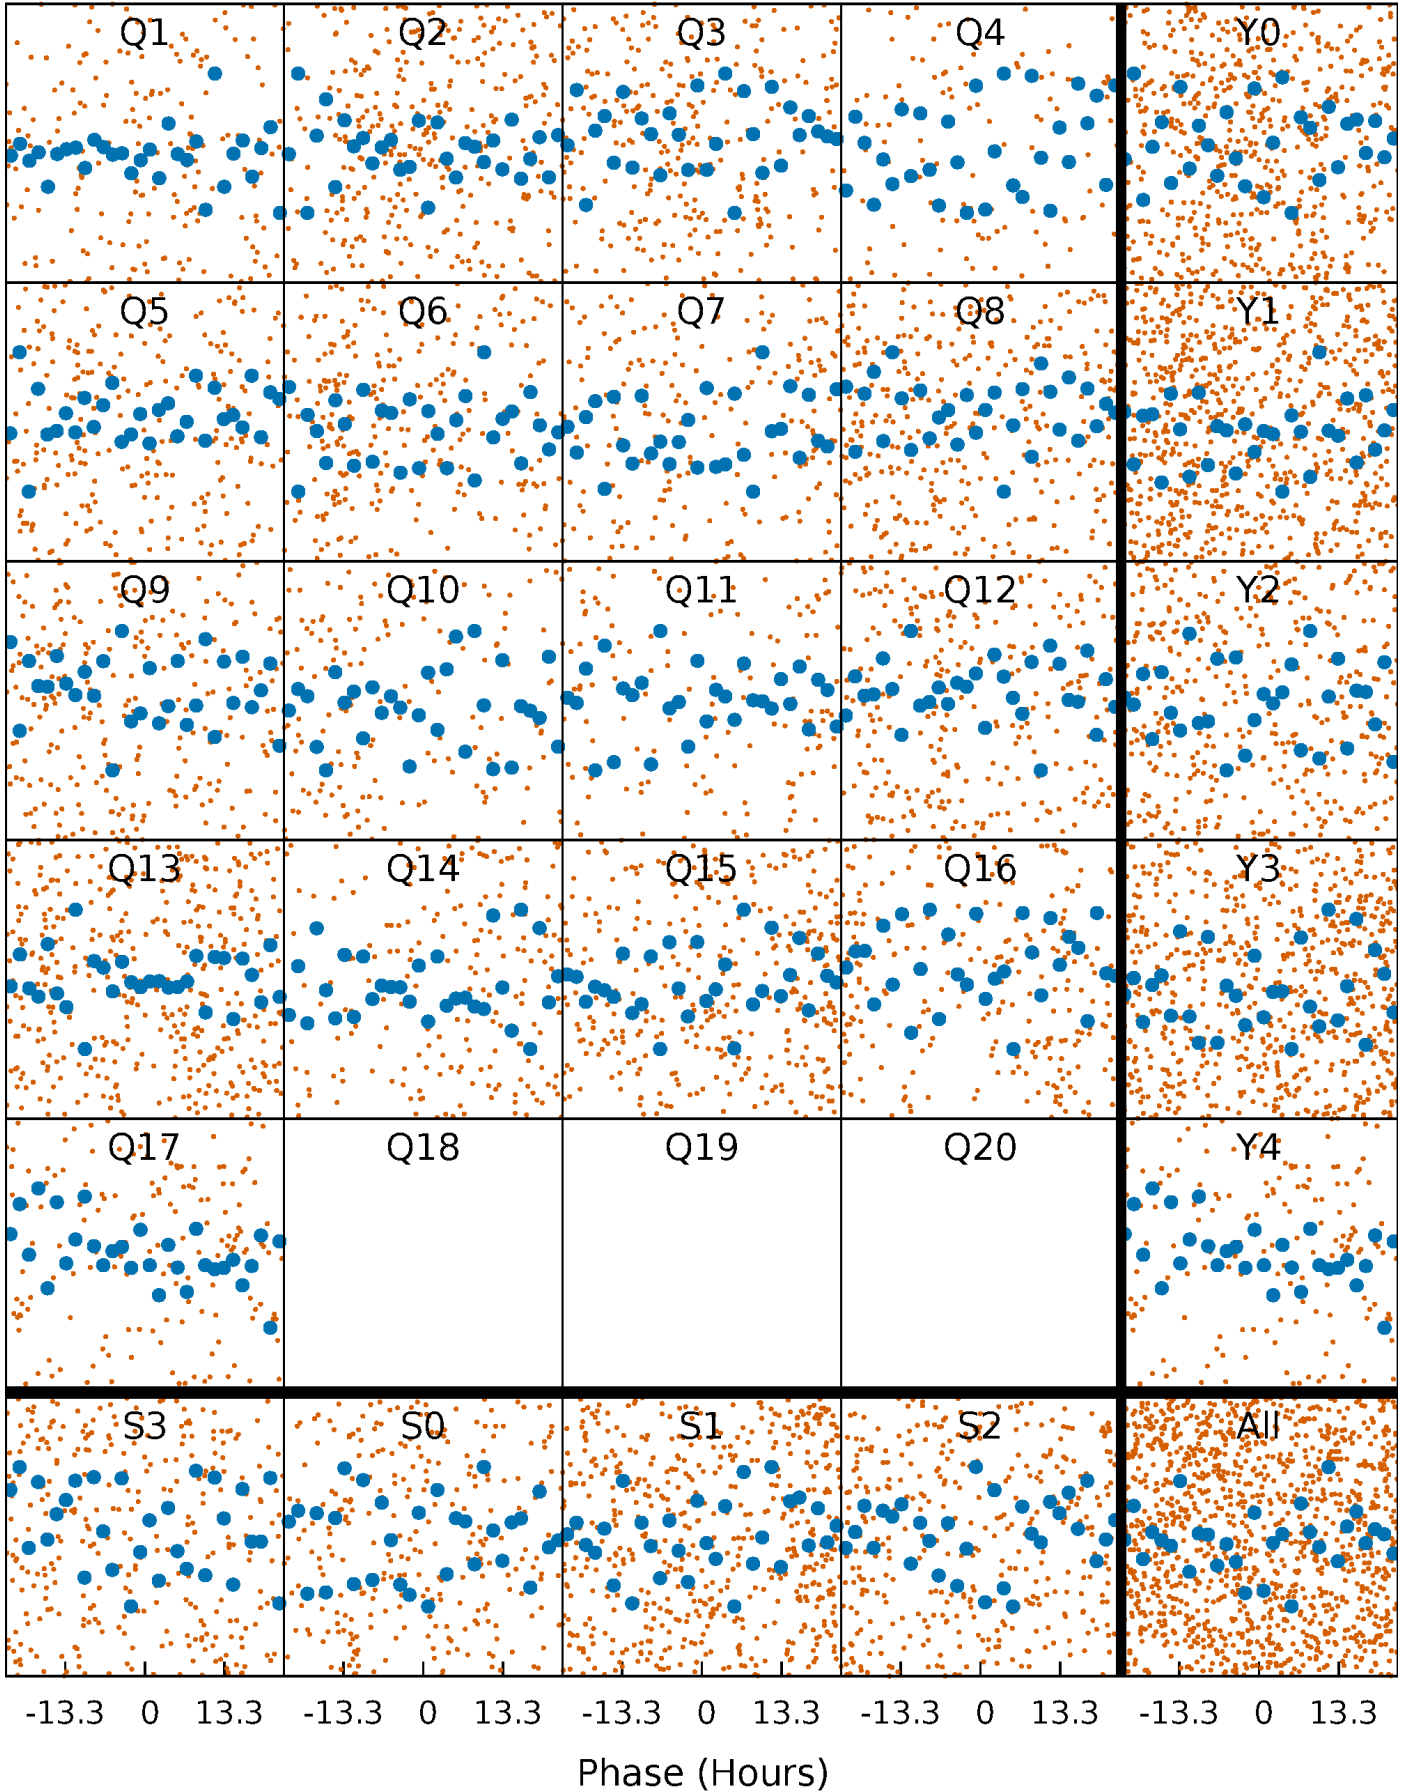 Q1 Q2 Q3 Q4 Y0
Q5 Q6 Q7 Q8 Y1
Q9 Q10 Q11 Q12 Y2
Q13 Q14 Q15 Q16 Y3
Q17 Q18 Q19 Q20 Y4
S3 S0 S1 S2 All
-13.3 0 13.3 -13.3 0 13.3 -13.3 0 13.3 -13.3 0 13.3 -13.3 0 13.3
Phase (Hours)